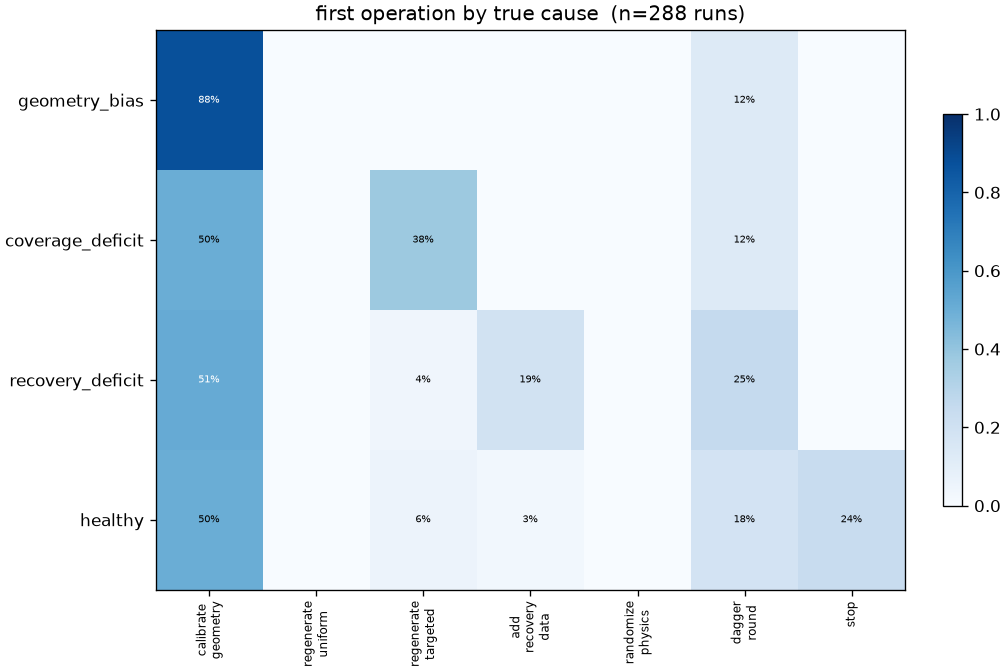 first operation by true cause  (n=288 runs)
geometry_bias
88%
12%
coverage_deficit
50%
38%
12%
recovery_deficit
51%
4%
19%
25%
healthy
50%
6%
3%
18%
24%
calibrate
geometry
regenerate
uniform
regenerate
targeted
add
recovery
data
randomize
physics
dagger
round
stop
1.0
0.8
0.6
0.4
0.2
0.0